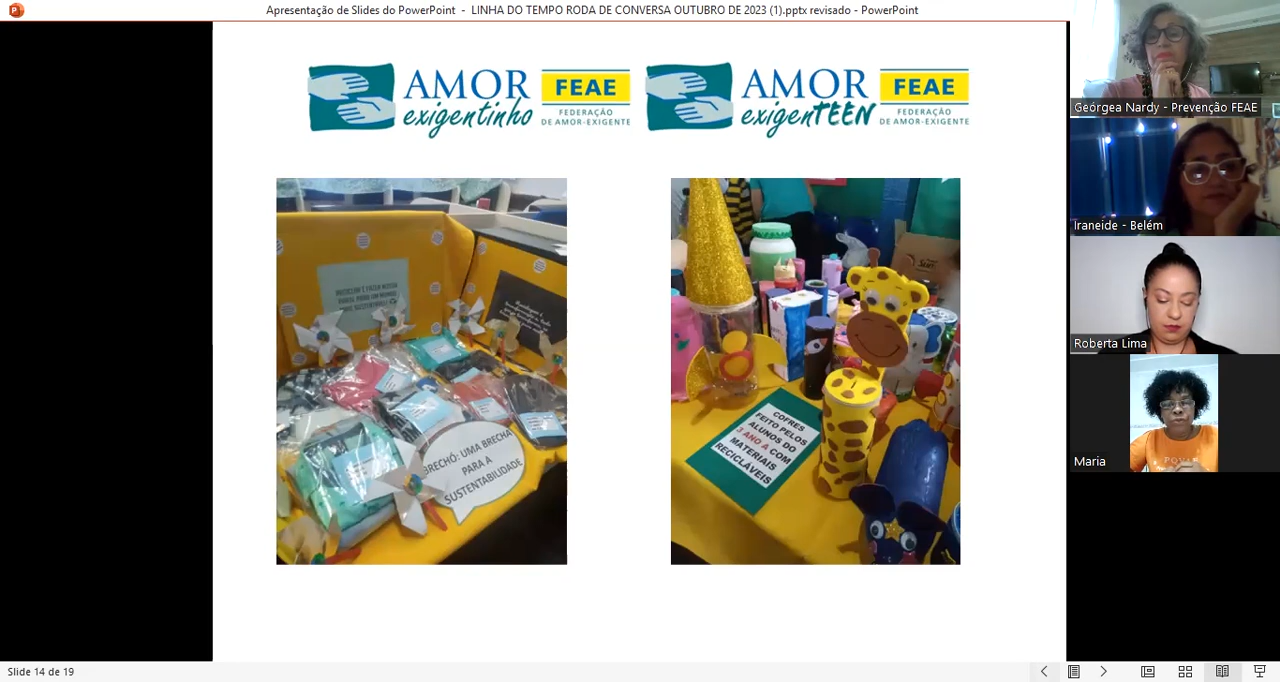 Apresentação de Slides do PowerPoint - LINHA DO TEMPO RODA DE CONVERSA OUTUBRO DE 2023 (1).pptx revisado - PowerPoint
AMOR
exigentinho
FEAE
FEDERAÇÃO
DE AMOR-EXIGENTE
AMOR
exigenTEEN
FEAE
FEDERAÇÃO
DE AMOR-EXIGENTE
BRECHÓ: UMA BRECHA
PARA A
SUSTENTABILIDADE
COFRES
FEITO PELOS
ALUNOS DO
3 ANO A COM
MATERIAIS
RECICLAVEIS
Geórgea Nardy - Prevenção FEAE
Iraneide - Belém
Roberta Lima
Maria
Slide 14 de 19